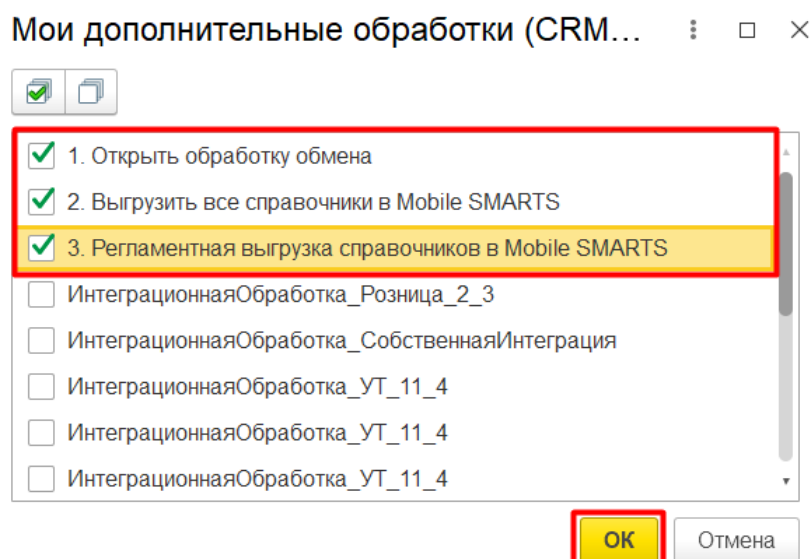 Мои дополнительные обработки (CRM...
1. Открыть обработку обмена
2. Выгрузить все справочники в Mobile SMARTS
3. Регламентная выгрузка справочников в Mobile SMARTS
ИнтеграционнаяОбработка_Розница_2_3
ИнтеграционнаяОбработка_СобственнаяИнтеграция
ИнтеграционнаяОбработка_УТ_11_4
ИнтеграционнаяОбработка_УТ_11_4
ИнтеграционнаяОбработка_УТ_11_4
ОК Отмена